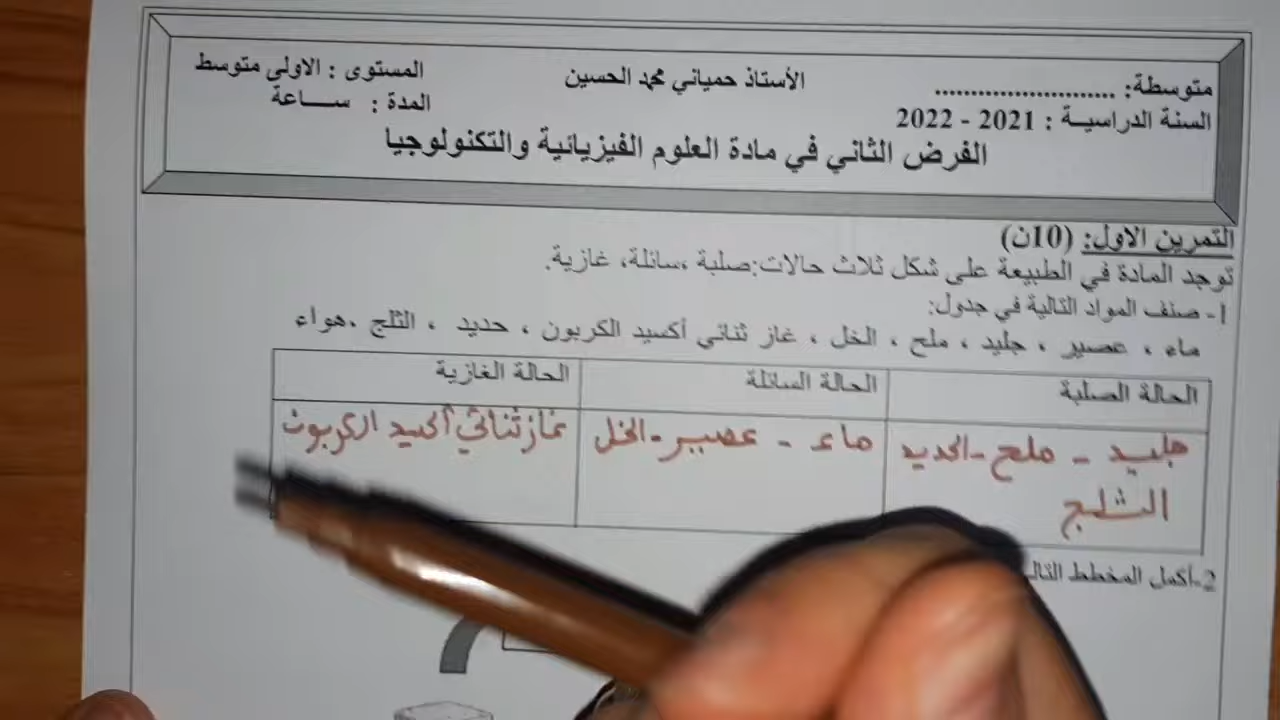 متوسطة: ........................ الأستاذ حمياني محمد الحسين المستوى : الاولى متوسط
السنة الدراسيـة : 2021 - 2022 المدة : ســاعة
الفرض الثاني في مادة العلوم الفيزيائية والتكنولوجيا
التمرين الاول: (10ن)
توجد المادة في الطبيعة على شكل ثلاث حالات:صلبة ،سائلة، غازية.
1- صنف المواد التالية في جدول:
ماء ، عصير ، جليد ، ملح ، الخل ، غاز ثنائي أكسيد الكربون ، حديد ، الثلج .هواء
الحالة الصلبة الحالة السائلة الحالة الغازية
جليد - ملح - الحديد ماء - عصير - الخل غاز ثنائي أكسيد الكربون
الثلج
2-أكمل المخطط